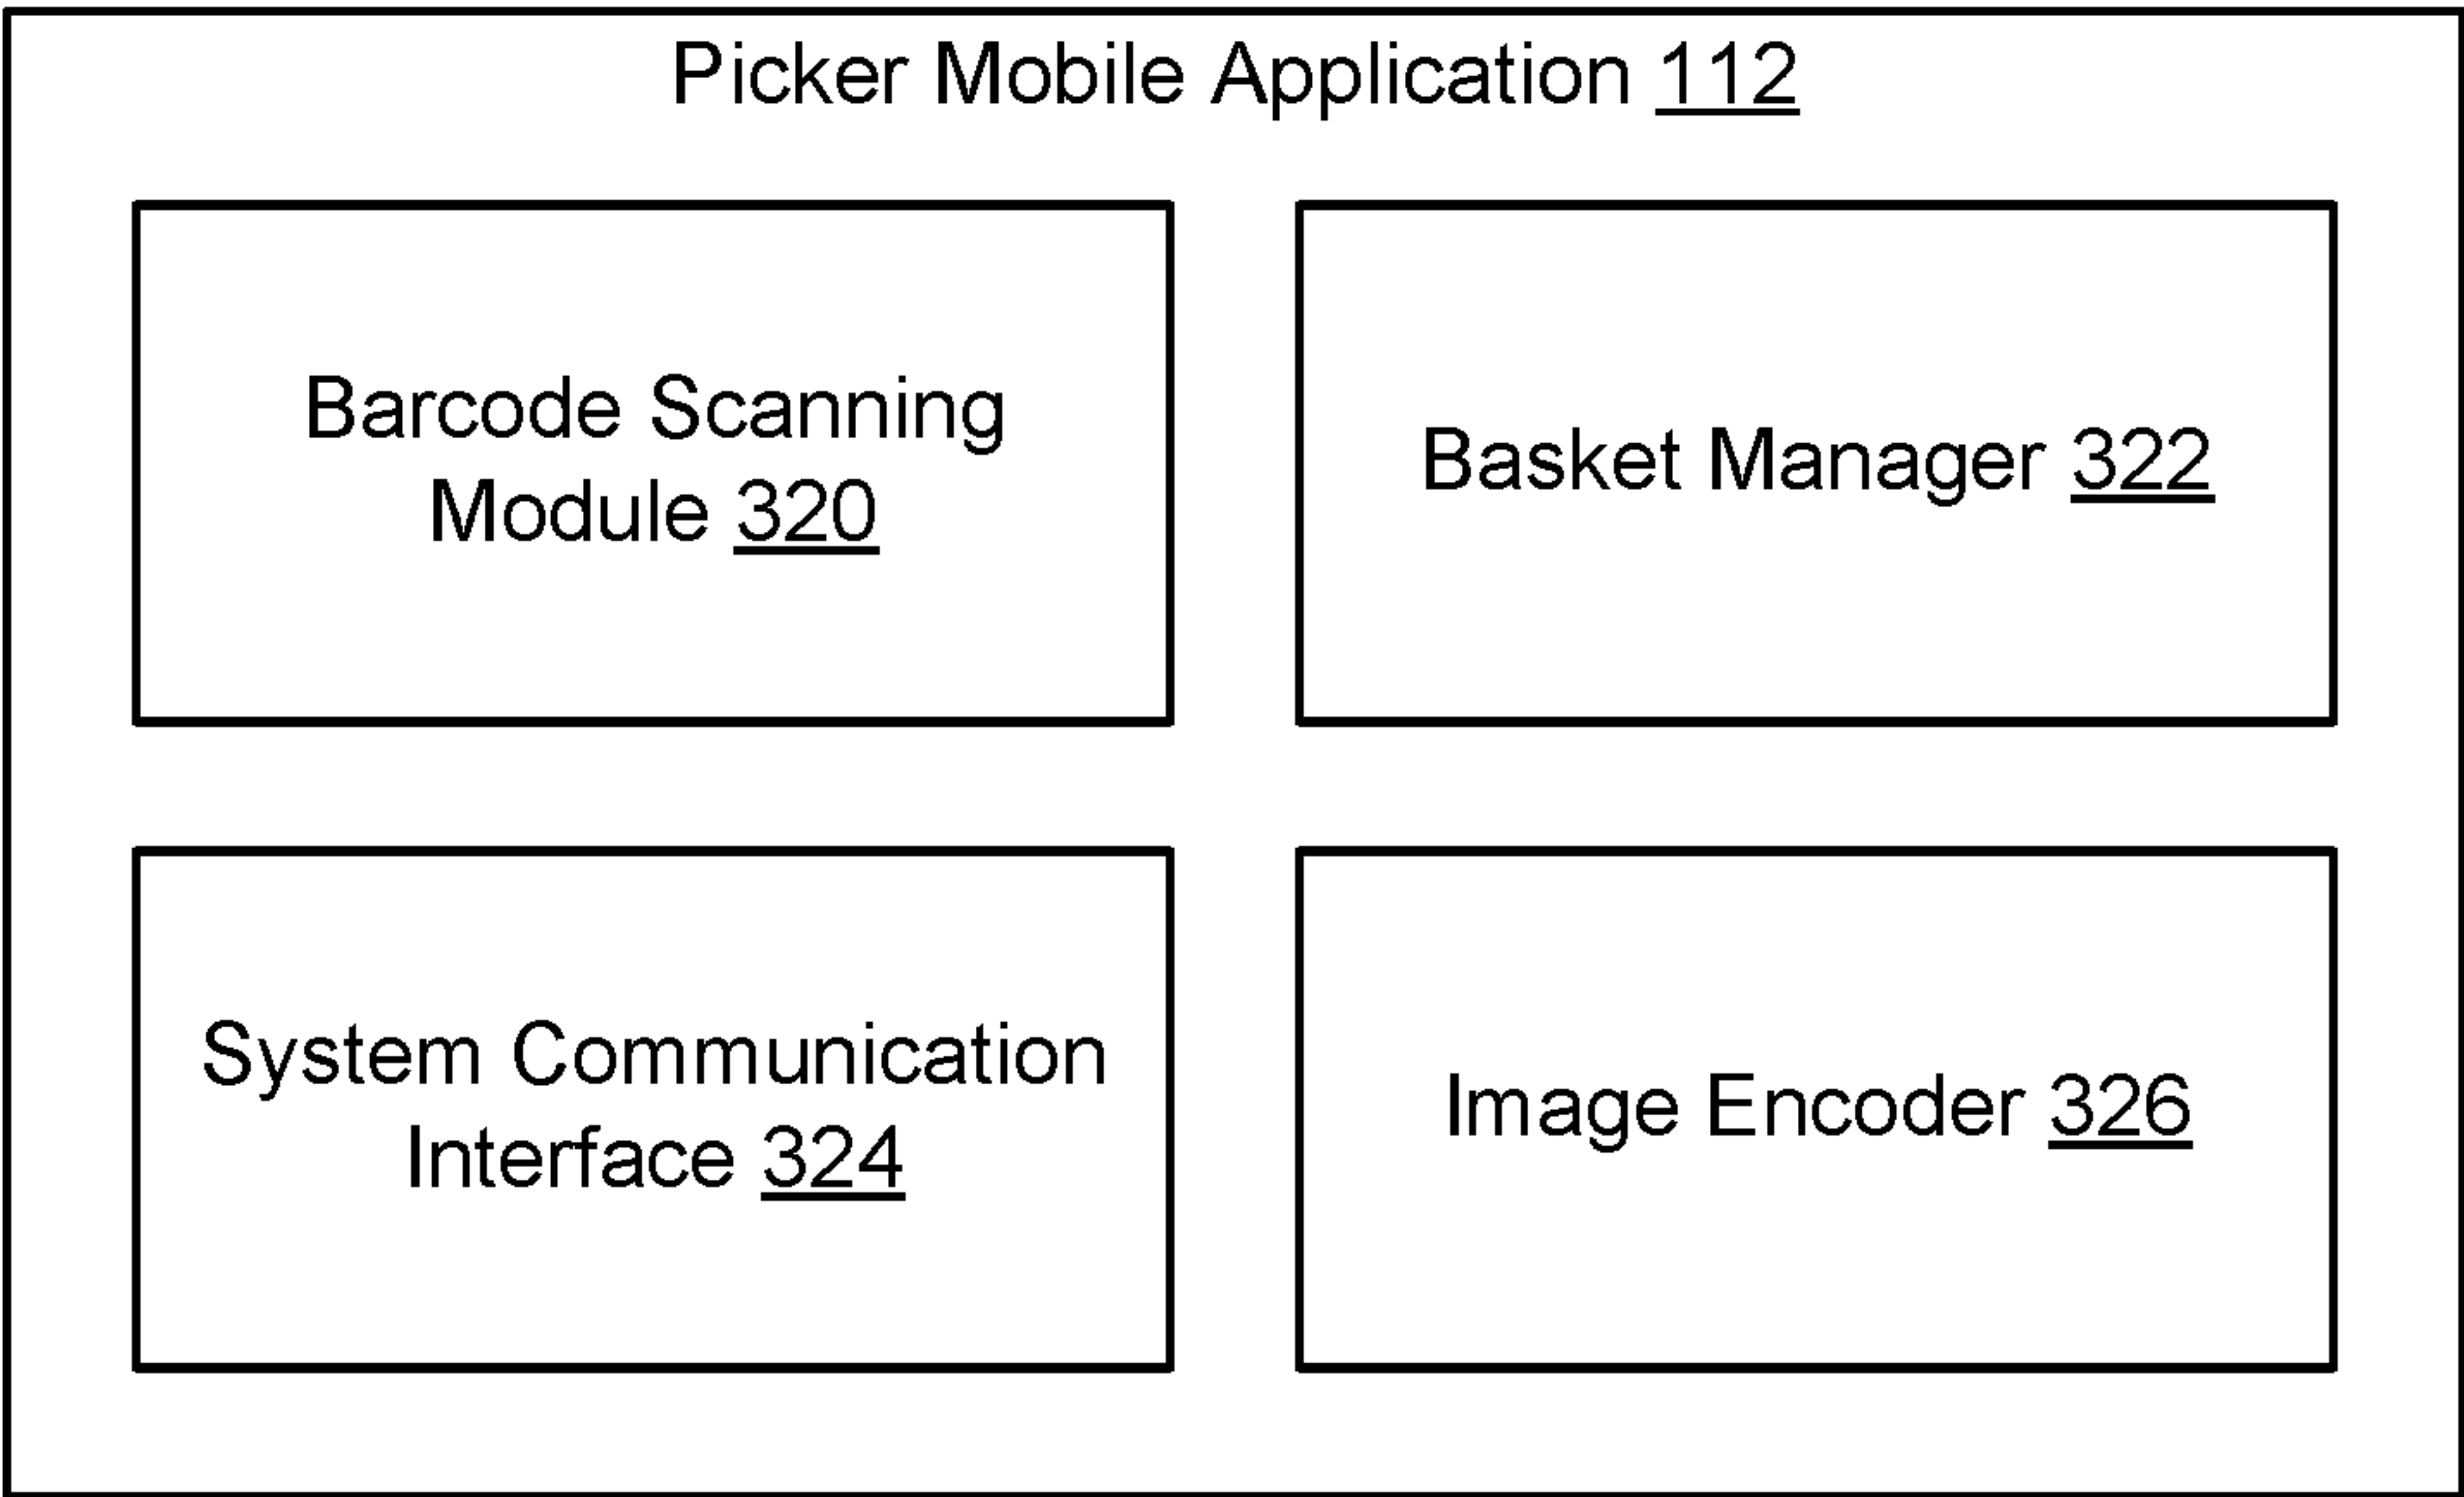 Picker Mobile Application 112
Barcode Scanning
Module 320
Basket Manager 322
System Communication
Interface 324
Image Encoder 326